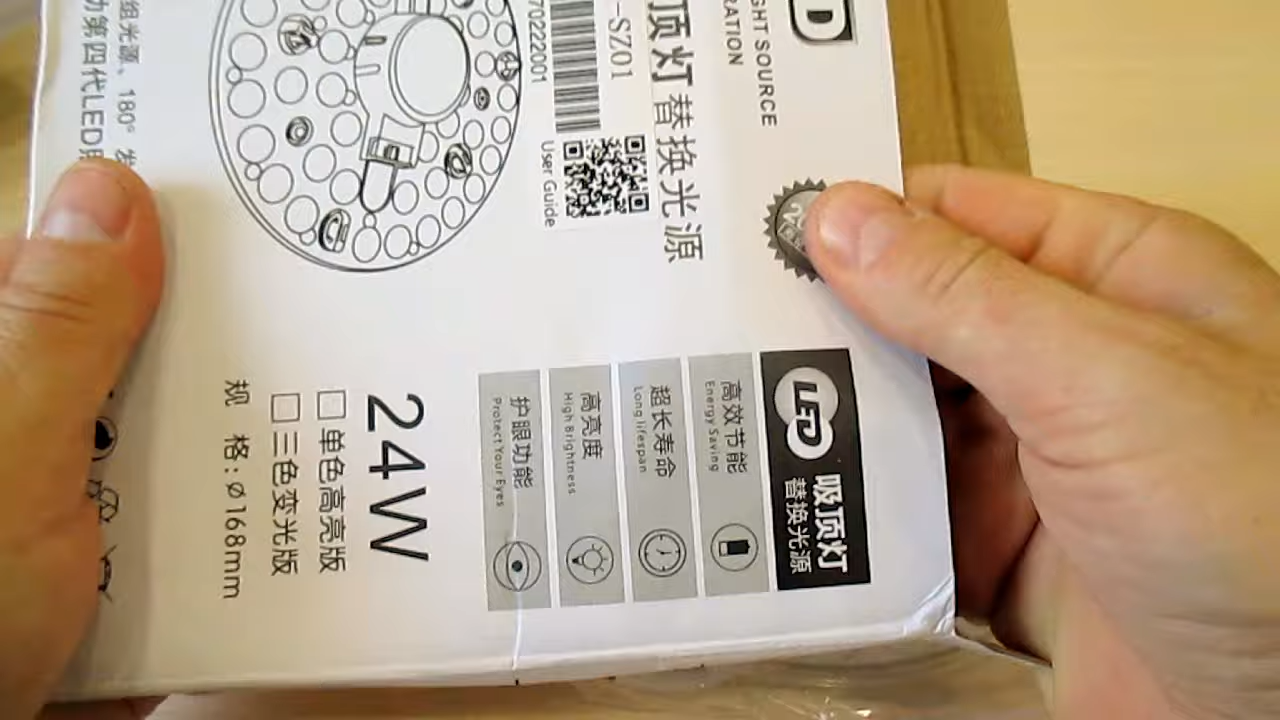 D
GHT SOURCE
RATION
顶灯替换光源
-SZ01
70222001
User Guide
组光源、180° 发
第四代LED
LED 吸顶灯
替换光源
高效节能
Energy Saving
超长寿命
Long lifespan
高亮度
High Brightness
护眼功能
Protect Your Eyes
24W
□单色高亮版
□三色变光版
规 格: ø168mm